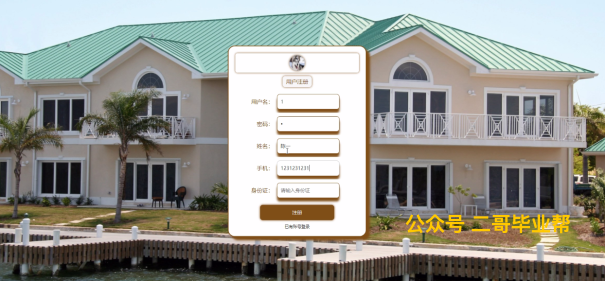 用户注册
用户名： 1
密码： •
姓名：
手机： 1231231231
身份证： 请输入身份证
注册
已有账号登录
公众号 二哥毕业帮